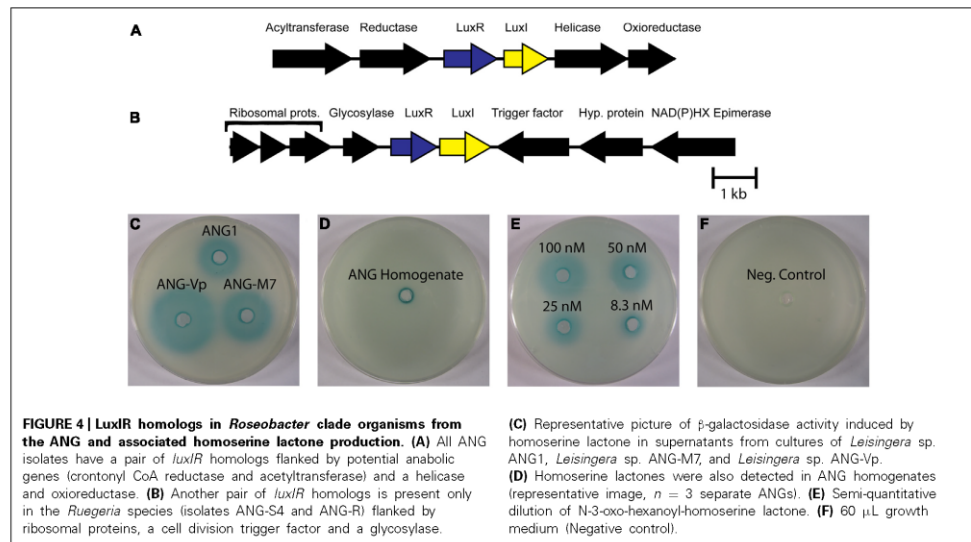 A
Acyltransferase Reductase LuxR LuxI Helicase Oxioreductase
B
Ribosomal prots. Glycosylase LuxR LuxI Trigger factor Hyp. protein NAD(P)HX Epimerase
1 kb
C
ANG1
ANG-Vp ANG-M7
D
ANG Homogenate
E
100 nM 50 nM
25 nM 8.3 nM
F
Neg. Control
FIGURE 4 | LuxIR homologs in Roseobacter clade organisms from
the ANG and associated homoserine lactone production. (A) All ANG
isolates have a pair of luxIR homologs flanked by potential anabolic
genes (crontonyl CoA reductase and acetyltransferase) and a helicase
and oxioreductase. (B) Another pair of luxIR homologs is present only
in the Ruegeria species (isolates ANG-S4 and ANG-R) flanked by
ribosomal proteins, a cell division trigger factor and a glycosylase.
(C) Representative picture of β-galactosidase activity induced by
homoserine lactone in supernatants from cultures of Leisingera sp.
ANG1, Leisingera sp. ANG-M7, and Leisingera sp. ANG-Vp.
(D) Homoserine lactones were also detected in ANG homogenates
(representative image, n = 3 separate ANGs). (E) Semi-quantitative
dilution of N-3-oxo-hexanoyl-homoserine lactone. (F) 60 μL growth
medium (Negative control).